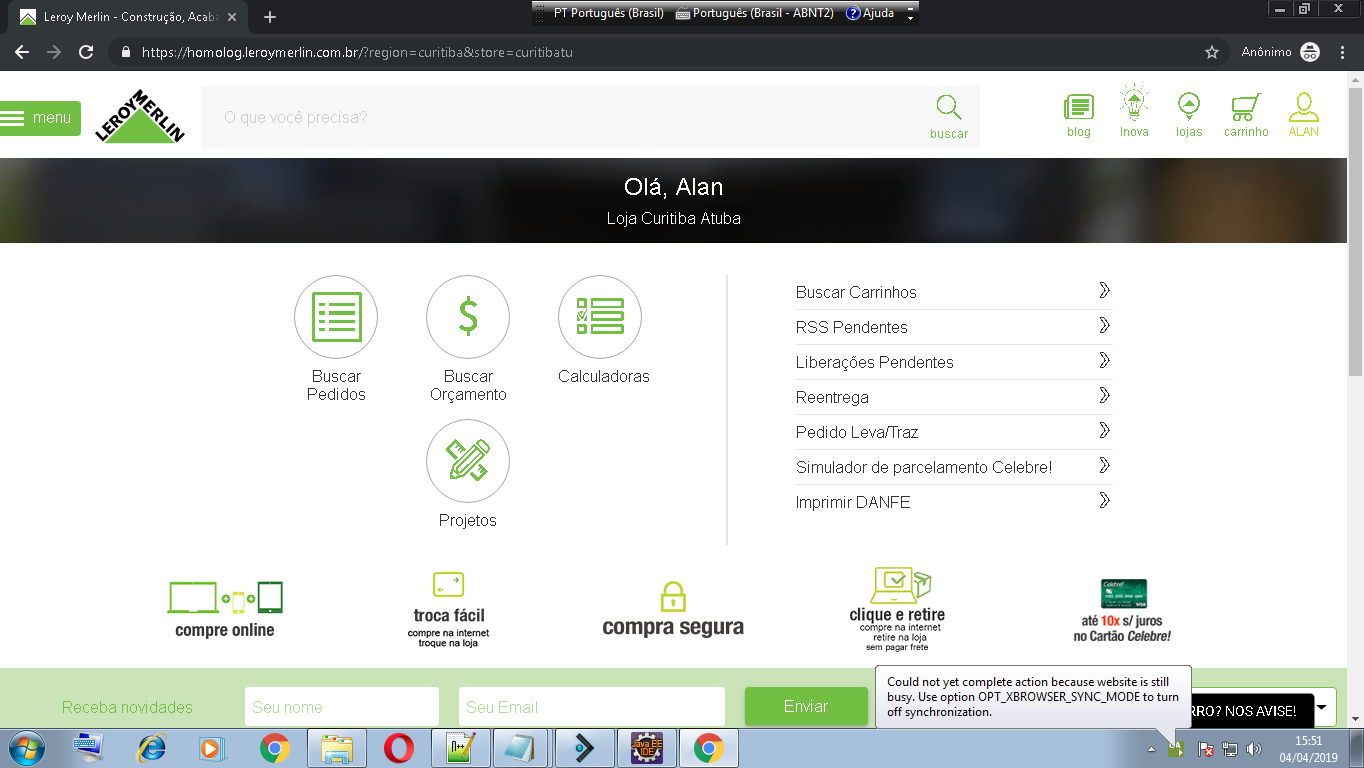 Leroy Merlin - Construção, Acaba
PT Português (Brasil) Português (Brasil - ABNT2) Ajuda
https://homolog.leroymerlin.com.br/?region=curitiba&store=curitibatu
Anônimo
menu
LEROY MERLIN
O que você precisa?
buscar
blog
Inova
lojas
carrinho
ALAN
Olá, Alan
Loja Curitiba Atuba
Buscar
Pedidos
Buscar
Orçamento
Calculadoras
Projetos
Buscar Carrinhos
RSS Pendentes
Liberações Pendentes
Reentrega
Pedido Leva/Traz
Simulador de parcelamento Celebre!
Imprimir DANFE
compre online
troca fácil
compre na internet
troque na loja
compra segura
clique e retire
compre na internet
retire na loja
sem pagar frete
Celebre!
VISA
até 10x s/ juros
no Cartão Celebre!
Receba novidades
Seu nome
Seu Email
Enviar
Could not yet complete action because website is still
busy. Use option OPT_XBROWSER_SYNC_MODE to turn
off synchronization.
RRO? NOS AVISE!
Java EE
IDE
15:51
04/04/2019